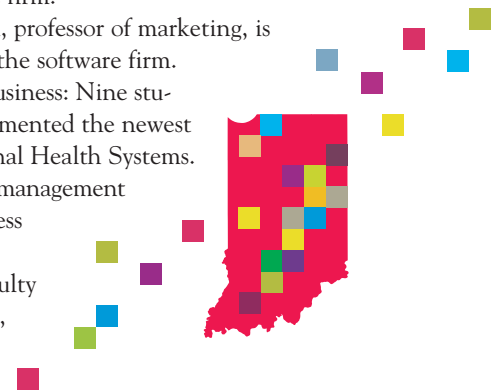 firm.
, professor of marketing, is
the software firm.
usiness: Nine stu-
mented the newest
nal Health Systems.
management
ess
ulty
,